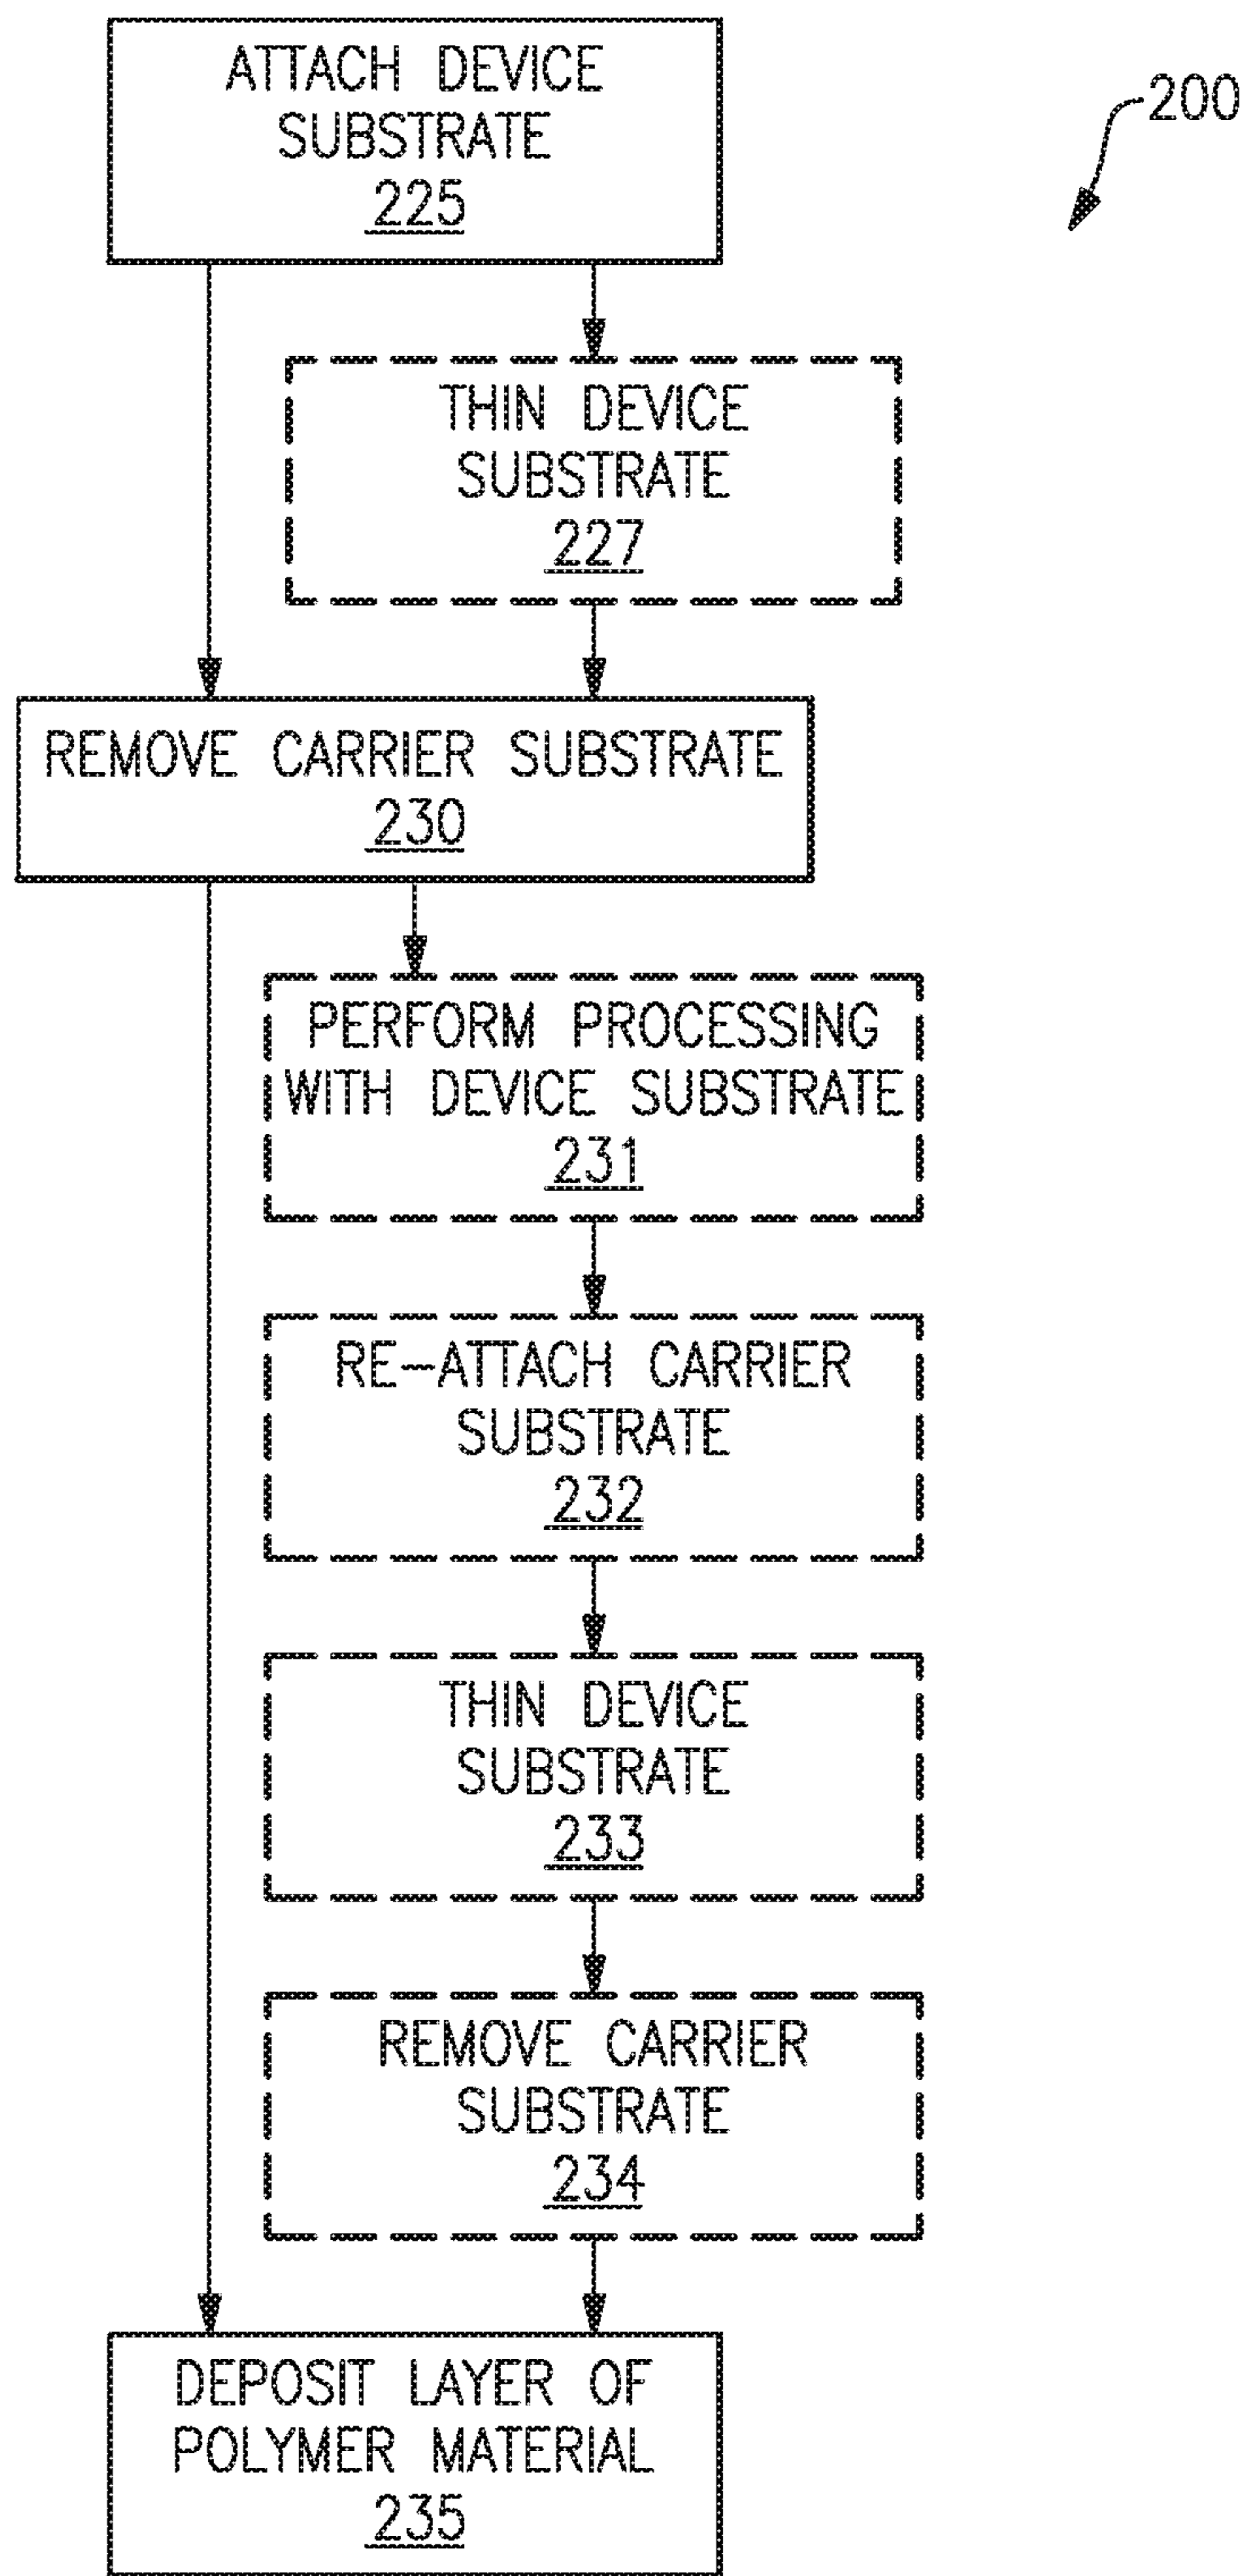 ATTACH DEVICE
SUBSTRATE
225
200
THIN DEVICE
SUBSTRATE
227
REMOVE CARRIER SUBSTRATE
230
PERFORM PROCESSING
WITH DEVICE SUBSTRATE
231
RE-ATTACH CARRIER
SUBSTRATE
232
THIN DEVICE
SUBSTRATE
233
REMOVE CARRIER
SUBSTRATE
234
DEPOSIT LAYER OF
POLYMER MATERIAL
235